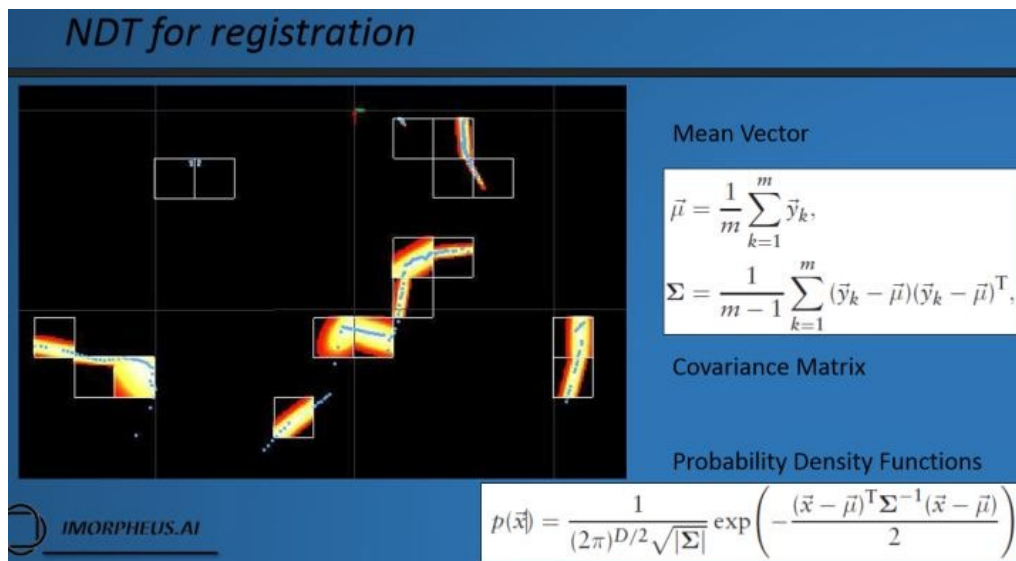 NDT for registration
Mean Vector
$\vec{\mu} = \frac{1}{m} \sum_{k=1}^{m} \vec{y}_k,$
$\mathbf{\Sigma} = \frac{1}{m-1} \sum_{k=1}^{m} (\vec{y}_k - \vec{\mu})(\vec{y}_k - \vec{\mu})^{\mathrm{T}},$
Covariance Matrix
Probability Density Functions
$p(\vec{x}) = \frac{1}{(2\pi)^{D/2}\sqrt{|\mathbf{\Sigma}|}} \exp\left(-\frac{(\vec{x} - \vec{\mu})^{\mathrm{T}}\mathbf{\Sigma}^{-1}(\vec{x} - \vec{\mu})}{2}\right)$
IMORPHEUS.AI